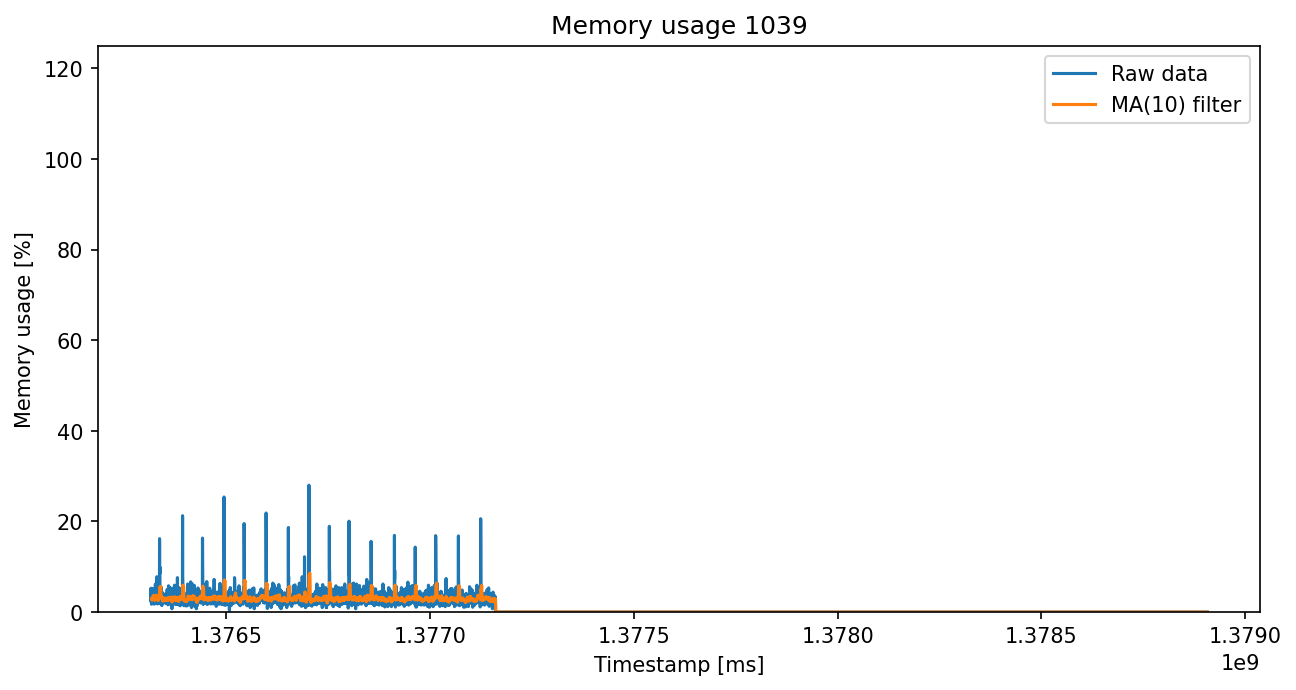 Memory usage 1039
Raw data
MA(10) filter
120
100
80
60
40
20
0
Memory usage [%]
1.3765 1.3770 1.3775 1.3780 1.3785 1.3790
1e9
Timestamp [ms]